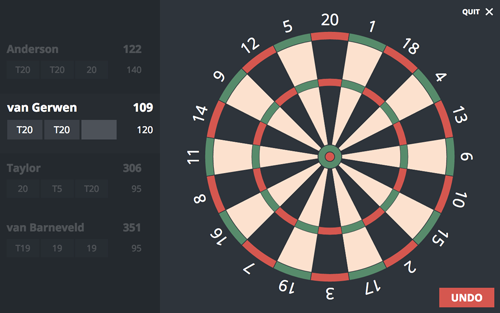 QUIT ✕
Anderson 122
T20 T20 20 140
van Gerwen 109
T20 T20 120
Taylor 306
20 T5 T20 95
van Barneveld 351
T19 19 19 95
20
1
18
4
13
6
10
15
2
17
3
19
7
16
8
11
14
9
12
5
UNDO